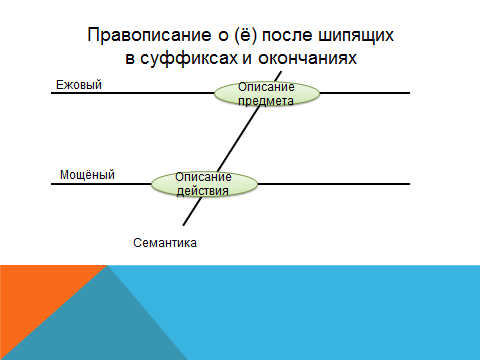 Правописание о (ё) после шипящих
в суффиксах и окончаниях
Ежовый
Описание
предмета
Мощёный
Описание
действия
Семантика